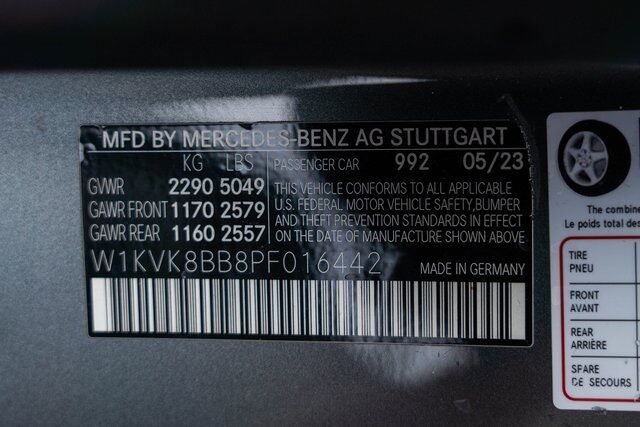 MFD BY MERCEDES-BENZ AG STUTTGART
KG LBS PASSENGER CAR 992 05/23
GVWR 2290 5049
GAWR FRONT 1170 2579
GAWR REAR 1160 2557
THIS VEHICLE CONFORMS TO ALL APPLICABLE
U.S. FEDERAL MOTOR VEHICLE SAFETY, BUMPER
AND THEFT PREVENTION STANDARDS IN EFFECT
ON THE DATE OF MANUFACTURE SHOWN ABOVE
W1KVK8BB8PF016442 MADE IN GERMANY
The combine
Le poids total des
TIRE
PNEU
FRONT
AVANT
REAR
ARRIÈRE
SPARE
DE SECOURS